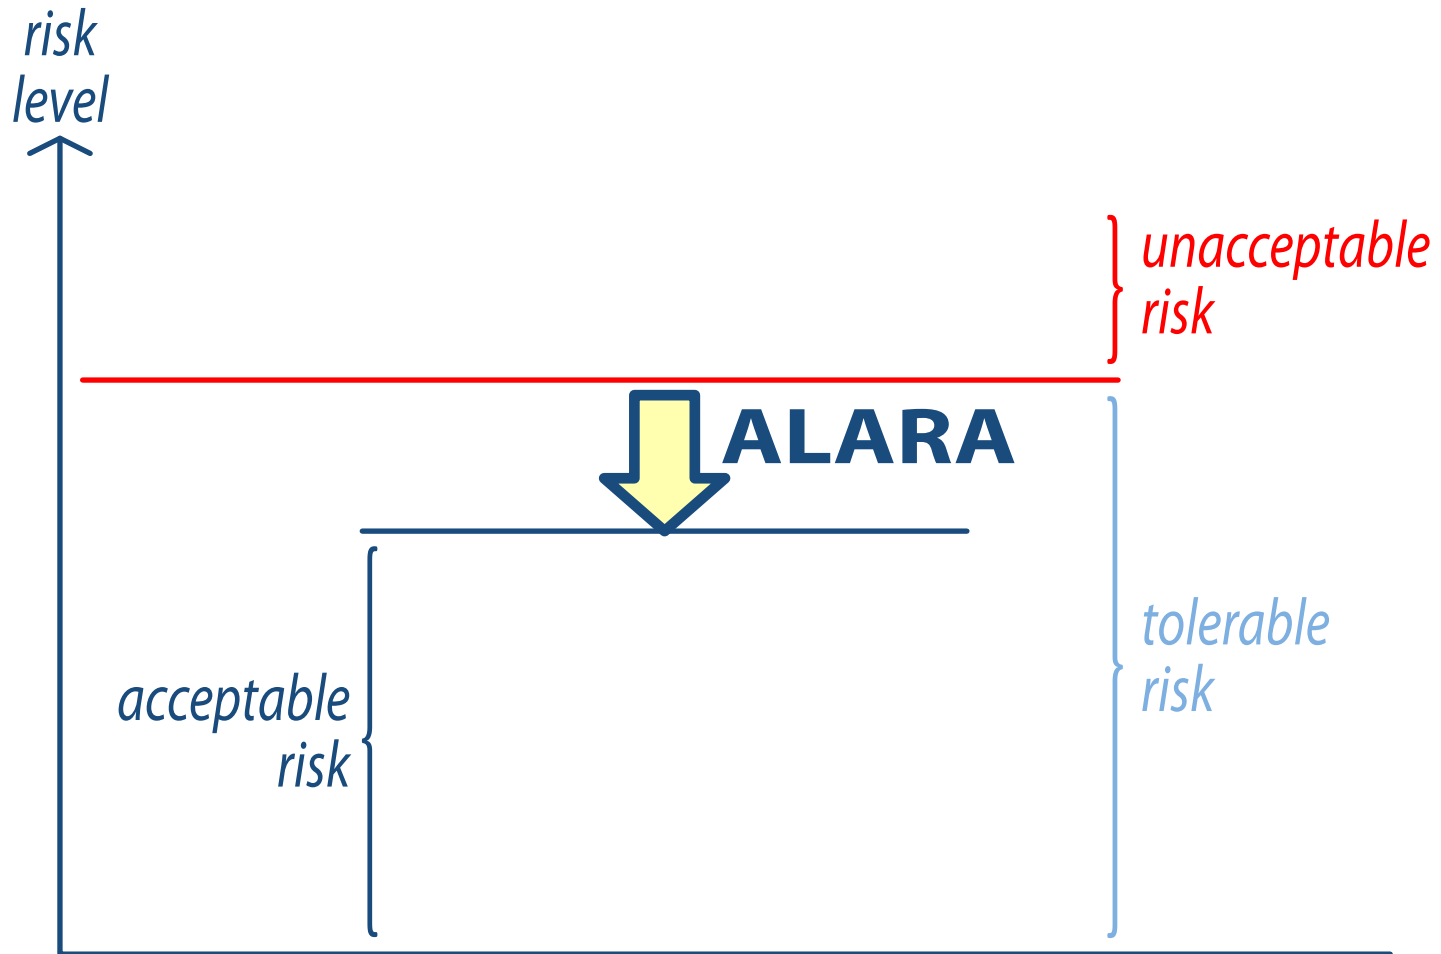 risk
level
unacceptable
risk
ALARA
tolerable
risk
acceptable
risk